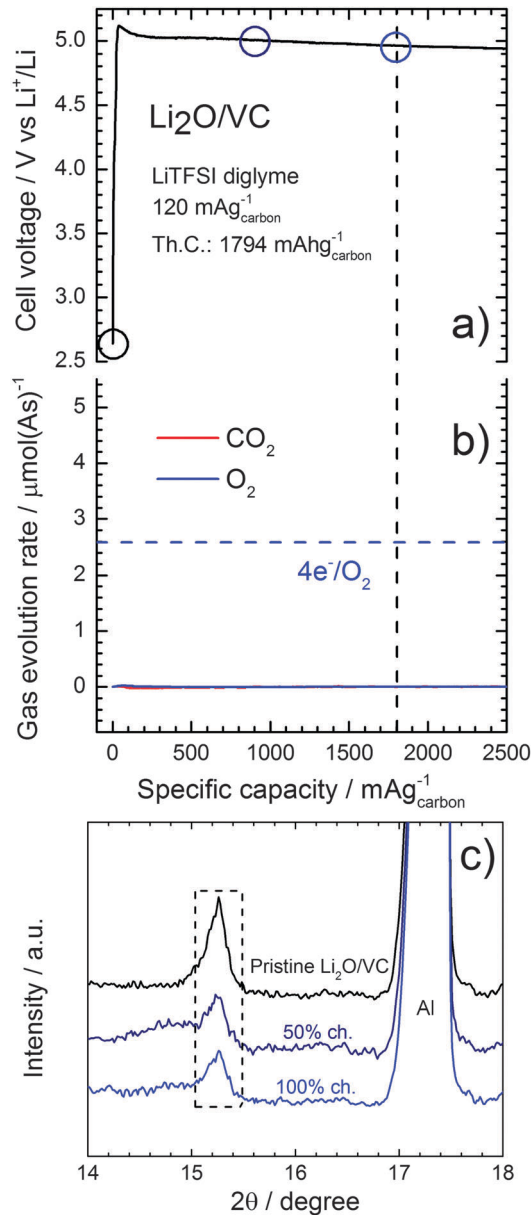 a)
5.0
4.5
4.0
3.5
3.0
2.5
Cell voltage / V vs Li⁺/Li
Li₂O/VC
LiTFSI diglyme
120 mAg⁻¹carbon
Th.C.: 1794 mAhg⁻¹carbon
b)
5
4
3
2
1
0
Gas evolution rate / μmol(As)⁻¹
CO₂
O₂
4e⁻/O₂
0 500 1000 1500 2000 2500
Specific capacity / mAg⁻¹carbon
c)
Intensity / a.u.
Pristine Li₂O/VC
50% ch.
100% ch.
Al
14 15 16 17 18
2θ / degree